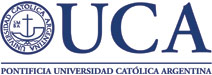 UCA
PONTIFICIA UNIVERSIDAD CATÓLICA ARGENTINA